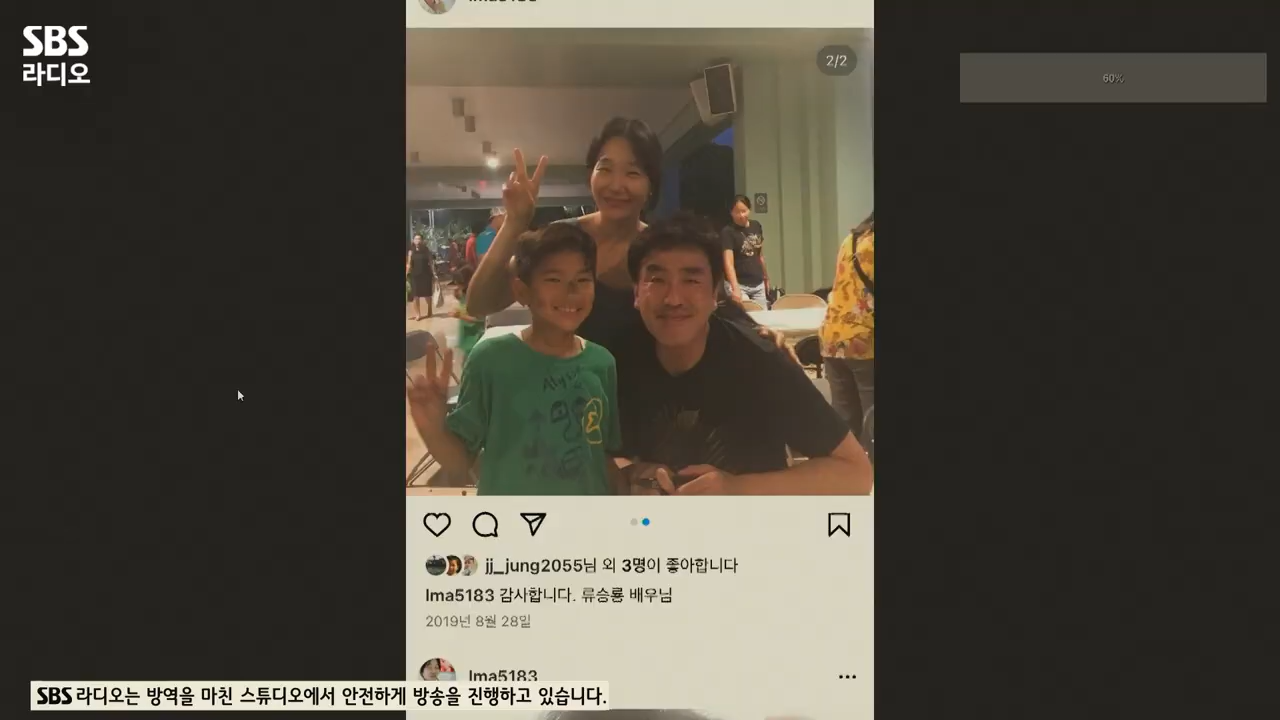 SBS
라디오
2/2
60%
jj_jung2055님 외 3명이 좋아합니다
lma5183 감사합니다. 류승룡 배우님
2019년 8월 28일
lma5183
SBS 라디오는 방역을 마친 스튜디오에서 안전하게 방송을 진행하고 있습니다.